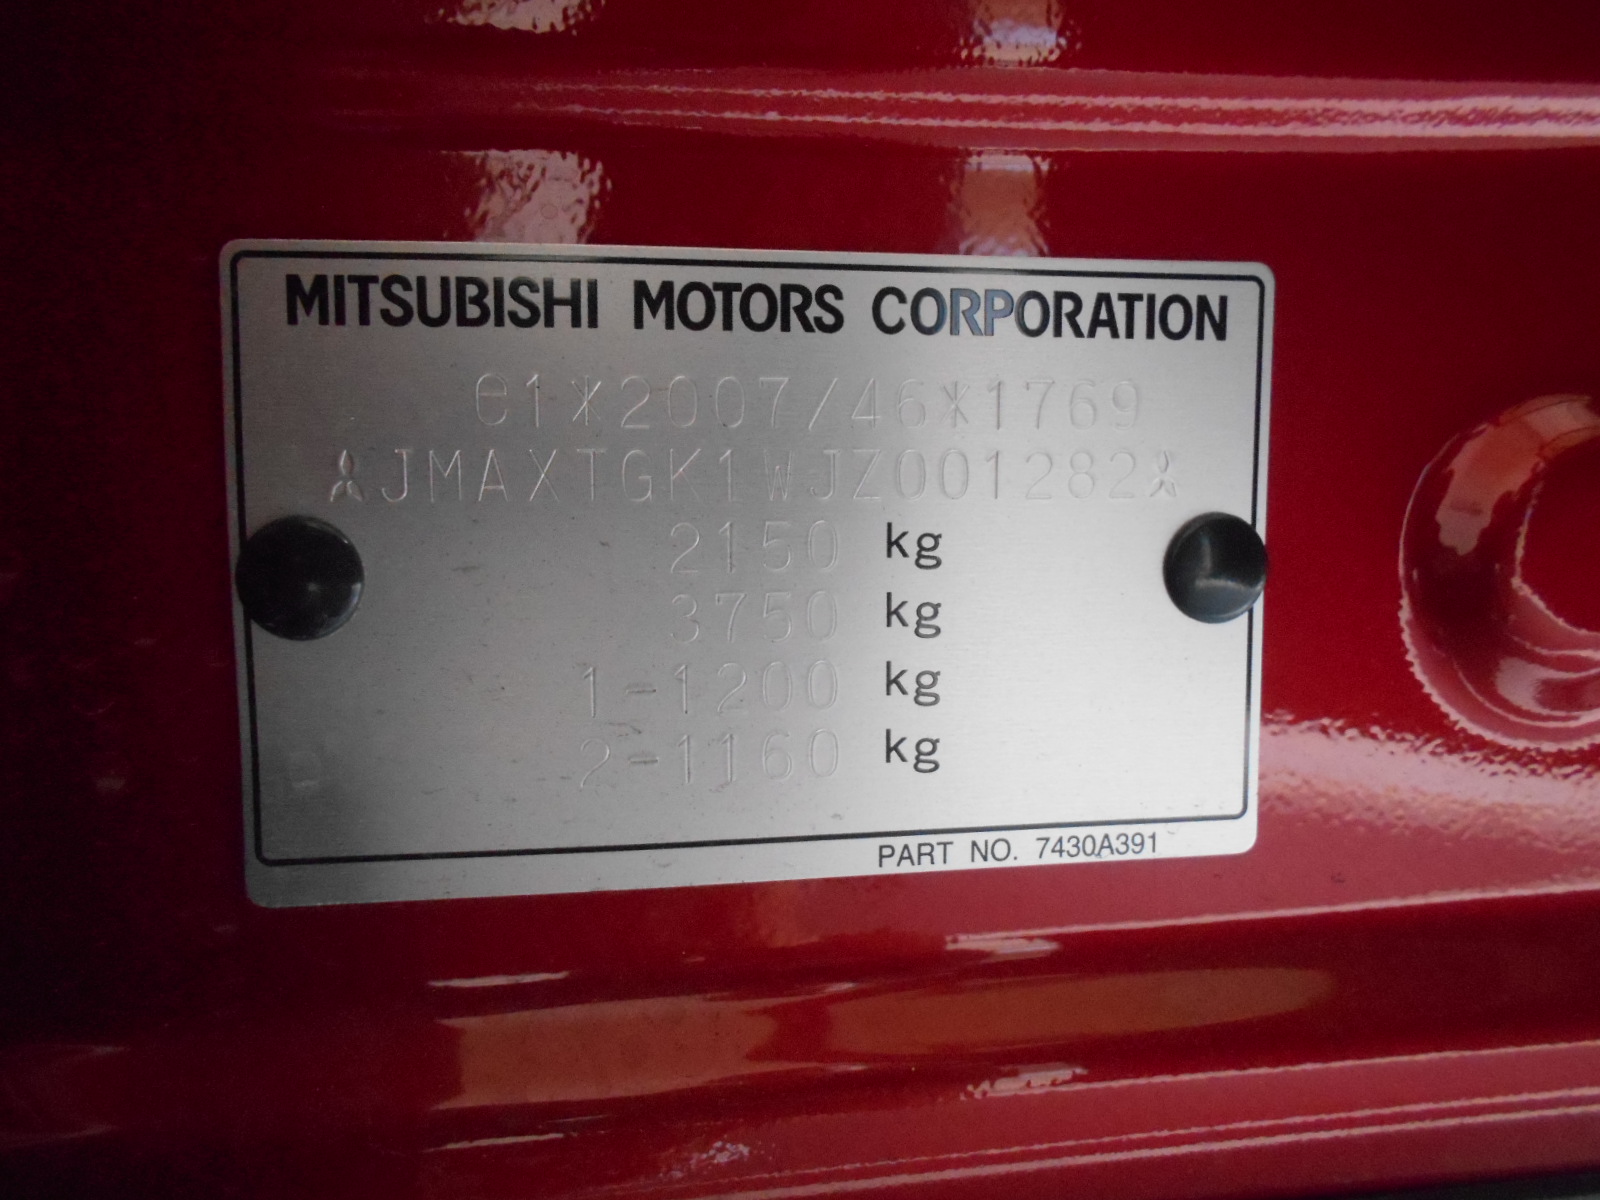 MITSUBISHI MOTORS CORPORATION
e1*2007/46*1769
JMAXTGK1WJZ001282
2150 kg
3750 kg
1-1200 kg
2-1160 kg
PART NO. 7430A391